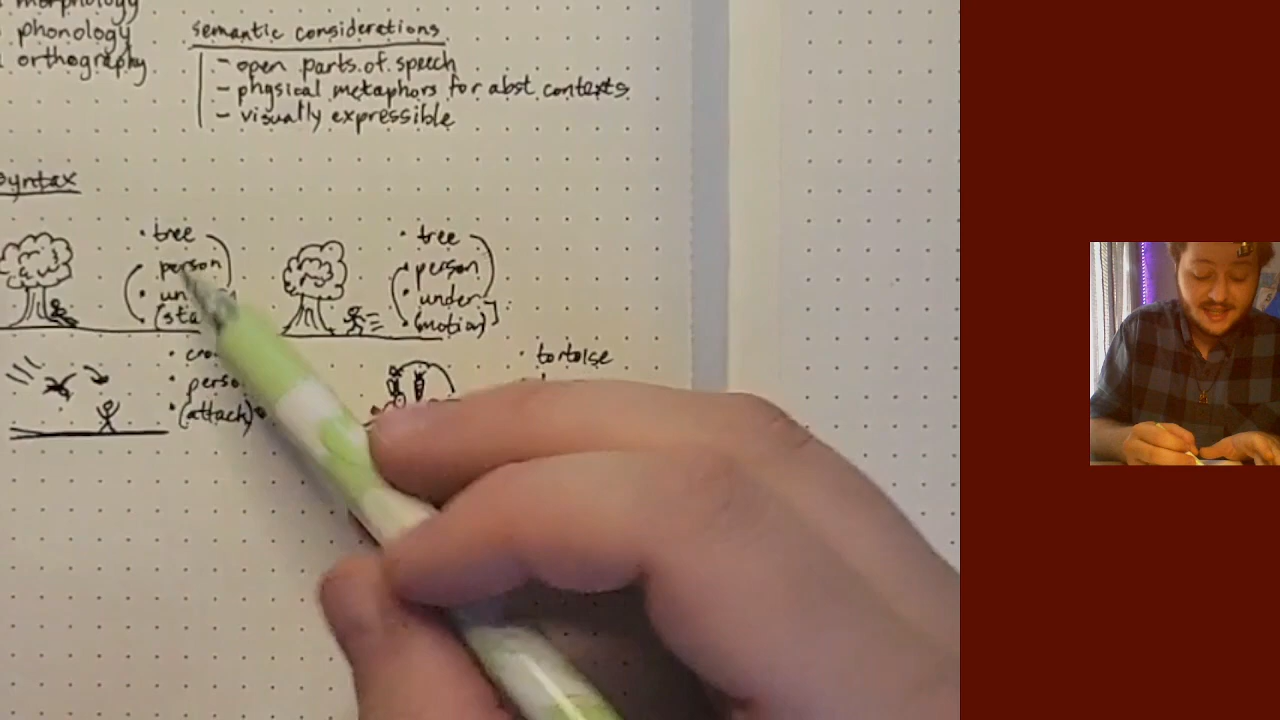 morphology
phonology
orthography
semantic considerations
- open parts of speech
- physical metaphors for abst contexts
- visually expressible
syntax
• tree
person
• tree
• person
• under
• (motion)
• person
• (attach)
• tortoise